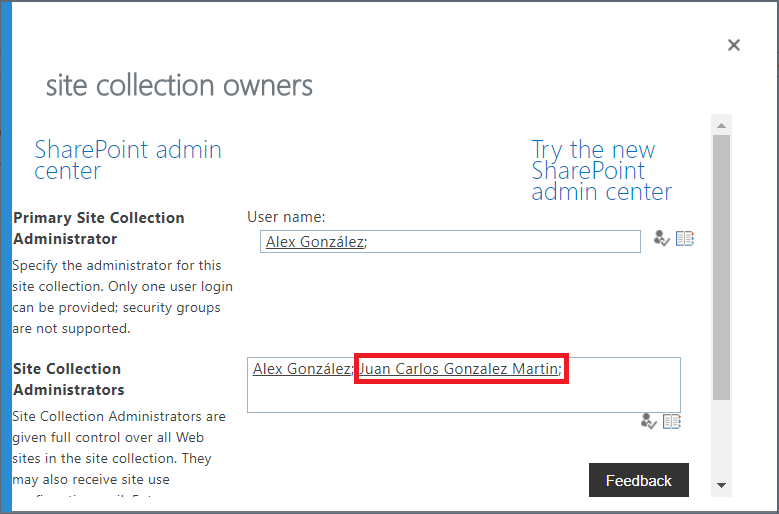 site collection owners
SharePoint admin
center
Try the new
SharePoint
admin center
Primary Site Collection
Administrator
Specify the administrator for this
site collection. Only one user login
can be provided; security groups
are not supported.
User name:
Alex González;
Site Collection
Administrators
Site Collection Administrators are
given full control over all Web
sites in the site collection. They
may also receive site use
Alex González; Juan Carlos Gonzalez Martin;
Feedback